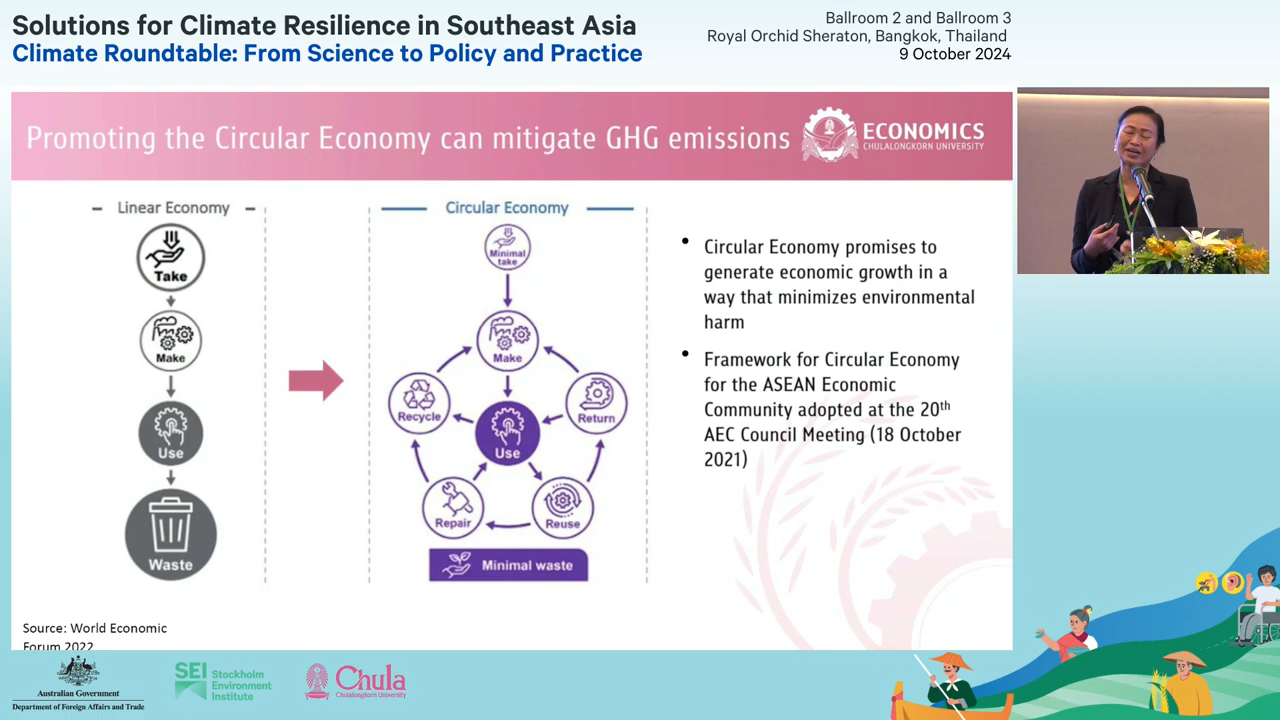 Solutions for Climate Resilience in Southeast Asia
Climate Roundtable: From Science to Policy and Practice
Ballroom 2 and Ballroom 3
Royal Orchid Sheraton, Bangkok, Thailand
9 October 2024
Promoting the Circular Economy can mitigate GHG emissions
ECONOMICS
CHULALONGKORN UNIVERSITY
Linear Economy
Take
Make
Use
Waste
Circular Economy
Minimal
take
Make
Recycle
Return
Use
Repair
Reuse
Minimal waste
• Circular Economy promises to
generate economic growth in a
way that minimizes environmental
harm
• Framework for Circular Economy
for the ASEAN Economic
Community adopted at the 20th
AEC Council Meeting (18 October
2021)
Source: World Economic
Forum 2022
Australian Government
Department of Foreign Affairs and Trade
SEI Stockholm
Environment
Institute
Chula
Chulalongkorn University